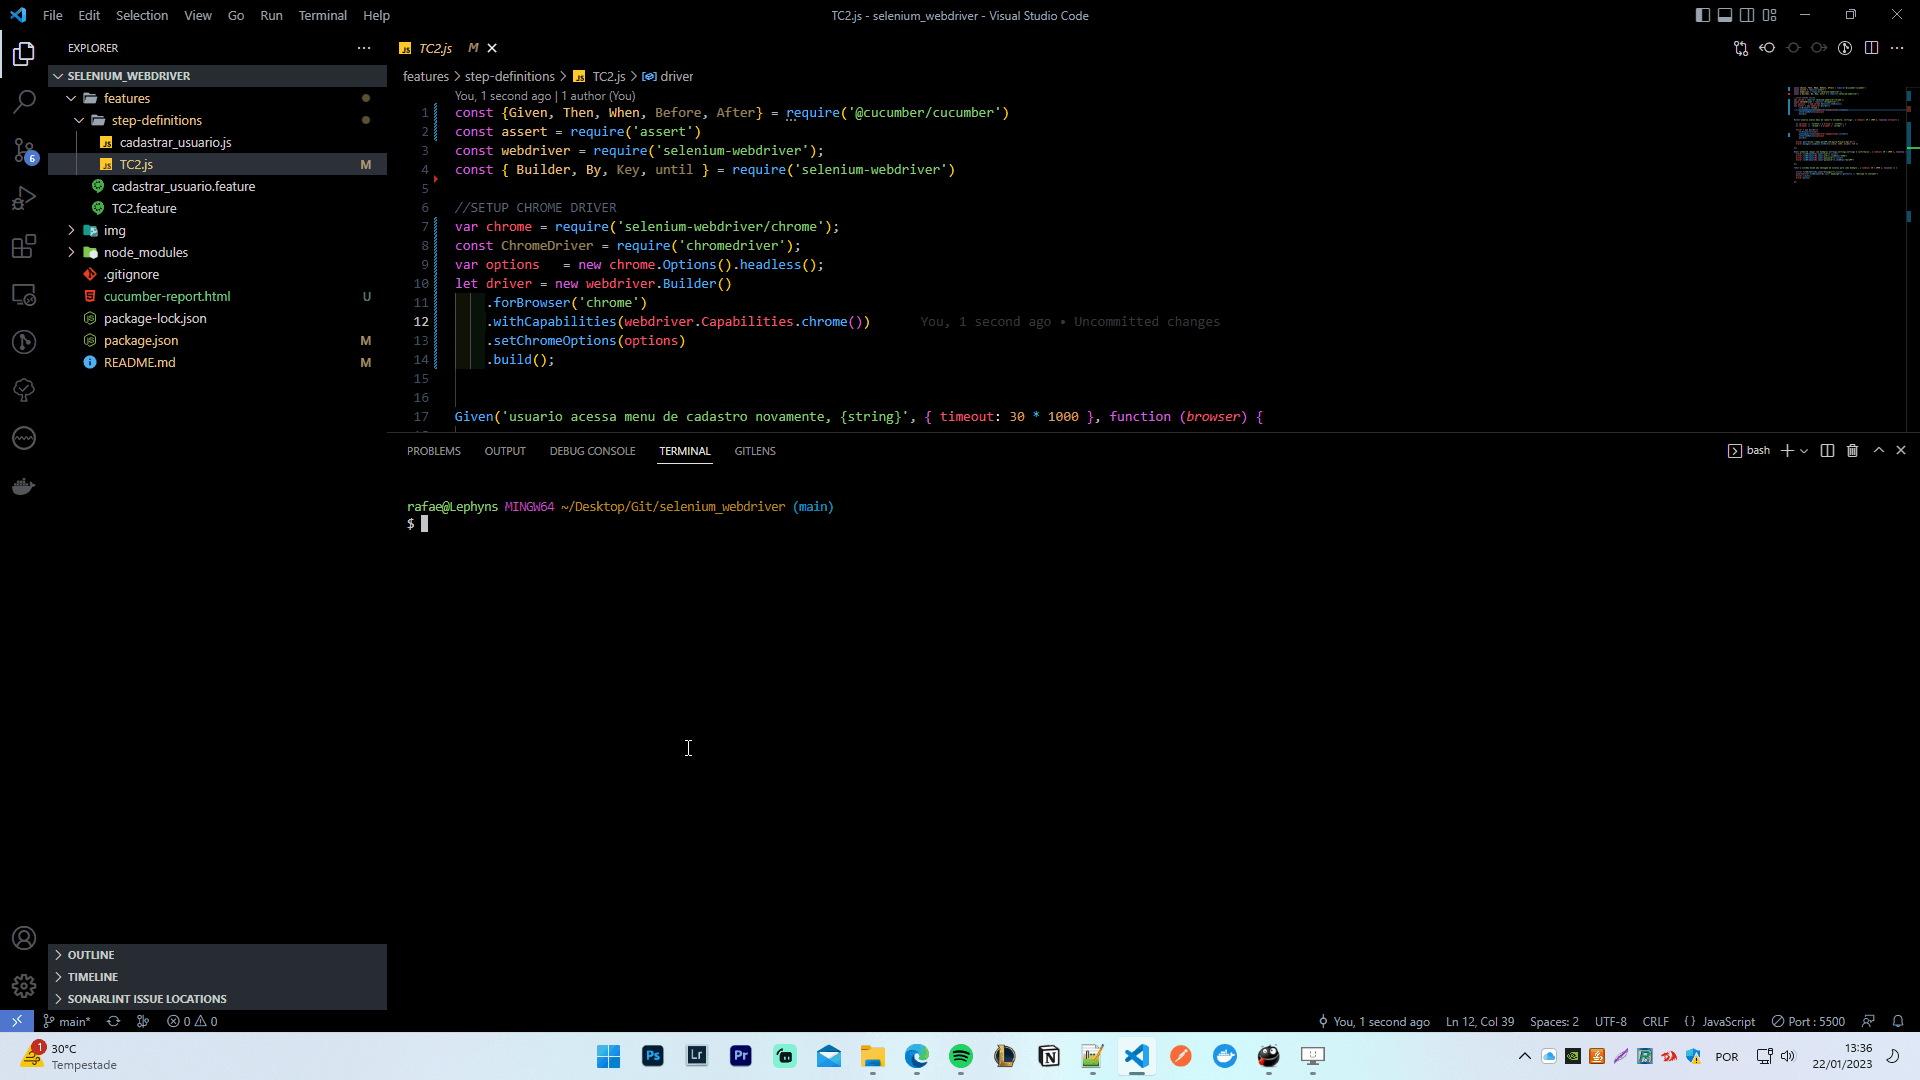 File Edit Selection View Go Run Terminal Help
TC2.js - selenium_webdriver - Visual Studio Code
EXPLORER
SELENIUM_WEBDRIVER
features
step-definitions
JS cadastrar_usuario.js
JS TC2.js M
cadastrar_usuario.feature
TC2.feature
img
node_modules
.gitignore
cucumber-report.html U
package-lock.json
package.json M
README.md M
6
OUTLINE
TIMELINE
SONARLINT ISSUE LOCATIONS
JS TC2.js M
features > step-definitions > JS TC2.js > driver
You, 1 second ago | 1 author (You)
1 const {Given, Then, When, Before, After} = require('@cucumber/cucumber')
2 const assert = require('assert')
3 const webdriver = require('selenium-webdriver');
4 const { Builder, By, Key, until } = require('selenium-webdriver')
5
6 //SETUP CHROME DRIVER
7 var chrome = require('selenium-webdriver/chrome');
8 const ChromeDriver = require('chromedriver');
9 var options   = new chrome.Options().headless();
10 let driver = new webdriver.Builder()
11 .forBrowser('chrome')
12 .withCapabilities(webdriver.Capabilities.chrome()) You, 1 second ago • Uncommitted changes
13 .setChromeOptions(options)
14 .build();
15
16
17 Given('usuario acessa menu de cadastro novamente, {string}', { timeout: 30 * 1000 }, function (browser) {
PROBLEMS OUTPUT DEBUG CONSOLE TERMINAL GITLENS
bash
rafae@Lephyns MINGW64 ~/Desktop/Git/selenium_webdriver (main)
$
main* 0 0
You, 1 second ago Ln 12, Col 39 Spaces: 2 UTF-8 CRLF {} JavaScript Port : 5500
1 30°C
Tempestade
Ps Lr Pr
POR
13:36
22/01/2023